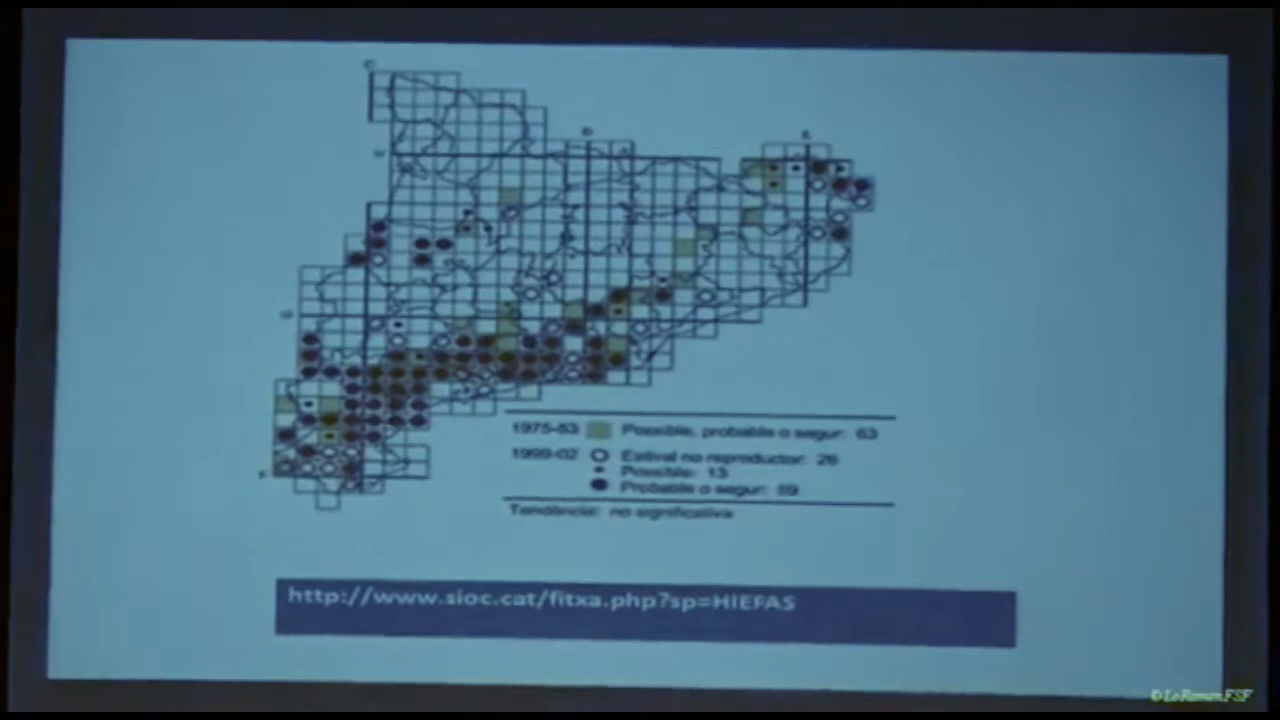 C
D
E
1975-83 Possible, probable o segur: 63
1999-02 Estival no reproductor: 26
Possible: 13
Probable o segur: 59
Tendència: no significativa
http://www.sioc.cat/fitxa.php?sp=HIEFAS